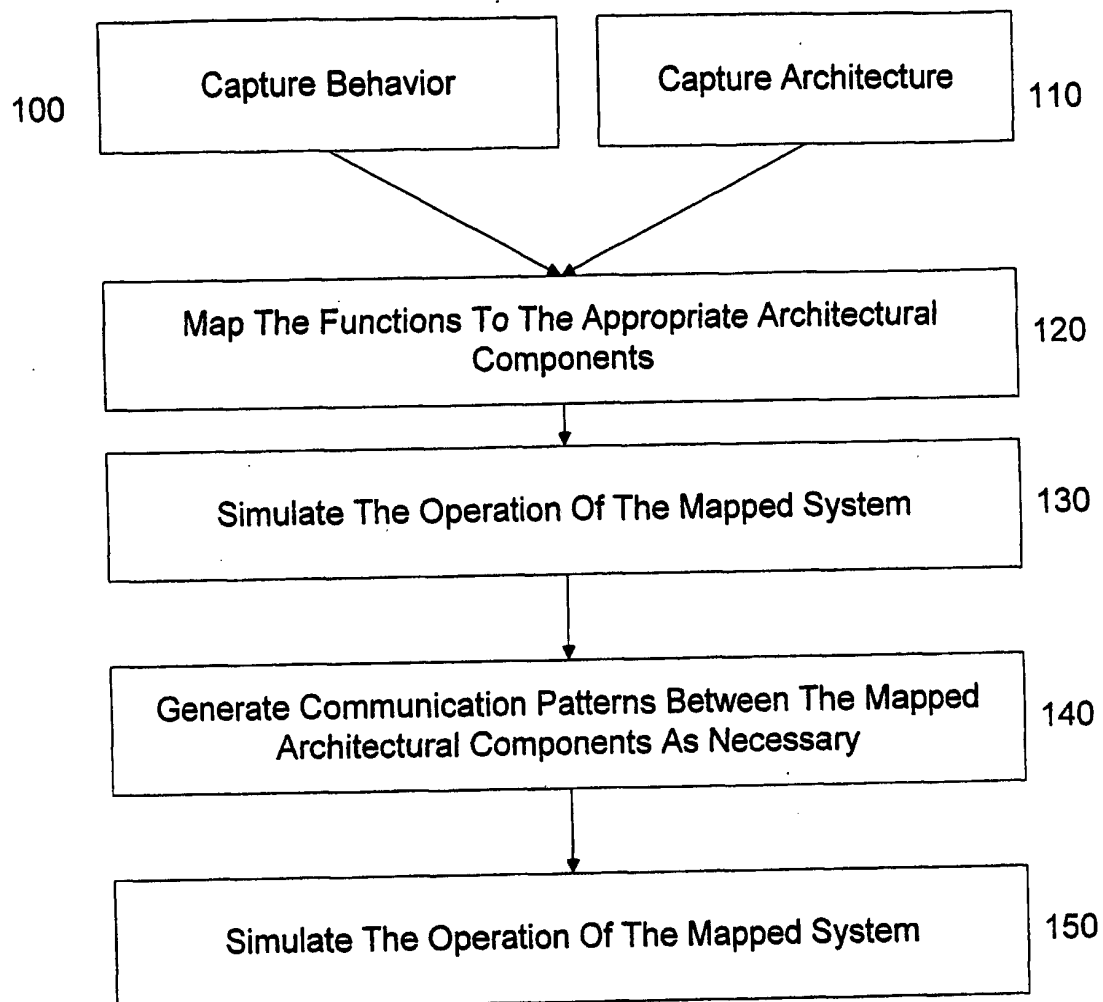 100
Capture Behavior
Capture Architecture
110
Map The Functions To The Appropriate Architectural
Components
120
Simulate The Operation Of The Mapped System
130
Generate Communication Patterns Between The Mapped
Architectural Components As Necessary
140
Simulate The Operation Of The Mapped System
150